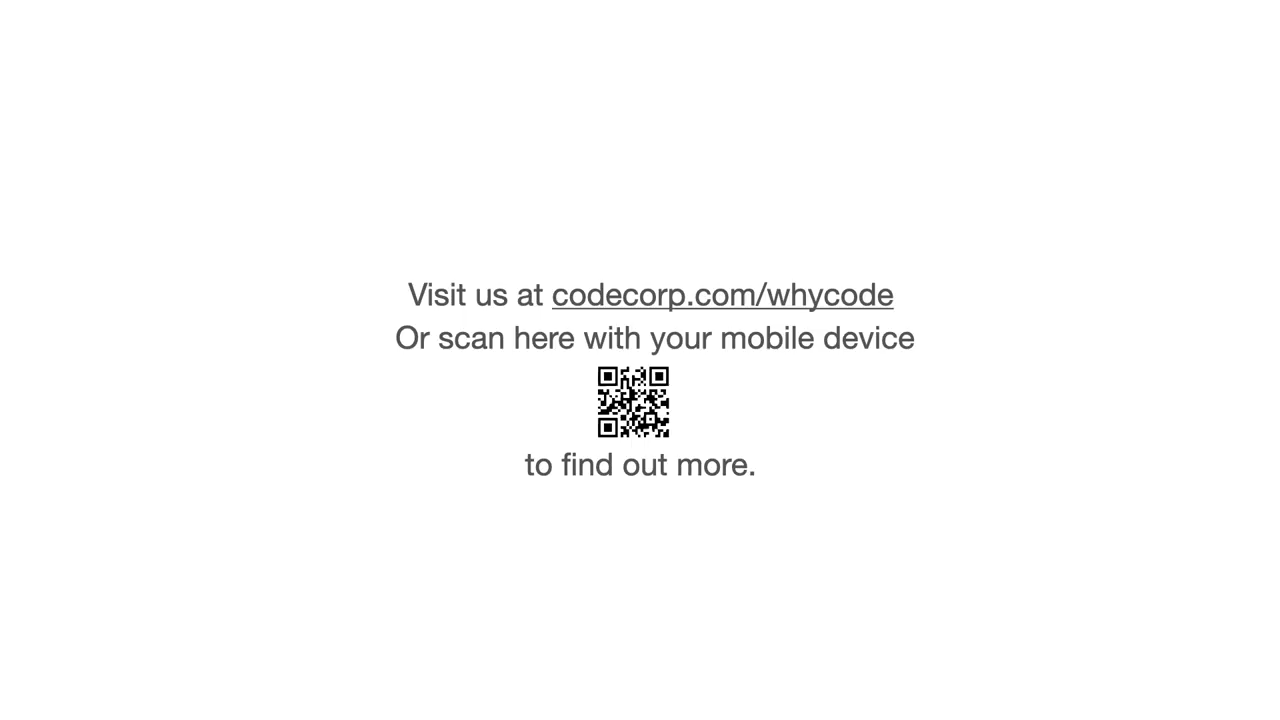 Visit us at codecorp.com/whycode
Or scan here with your mobile device
to find out more.